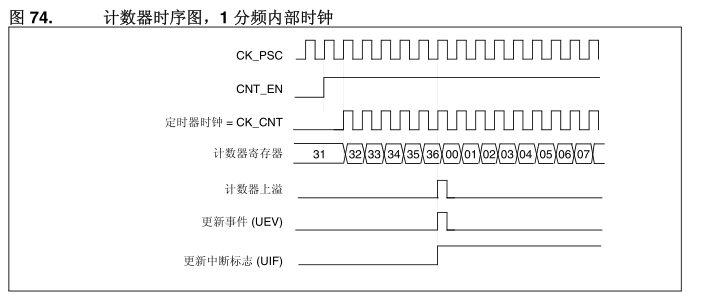 图 74. 计数器时序图，1 分频内部时钟
CK_PSC
CNT_EN
定时器时钟 = CK_CNT
计数器寄存器 31 32 33 34 35 36 00 01 02 03 04 05 06 07
计数器上溢
更新事件 (UEV)
更新中断标志 (UIF)